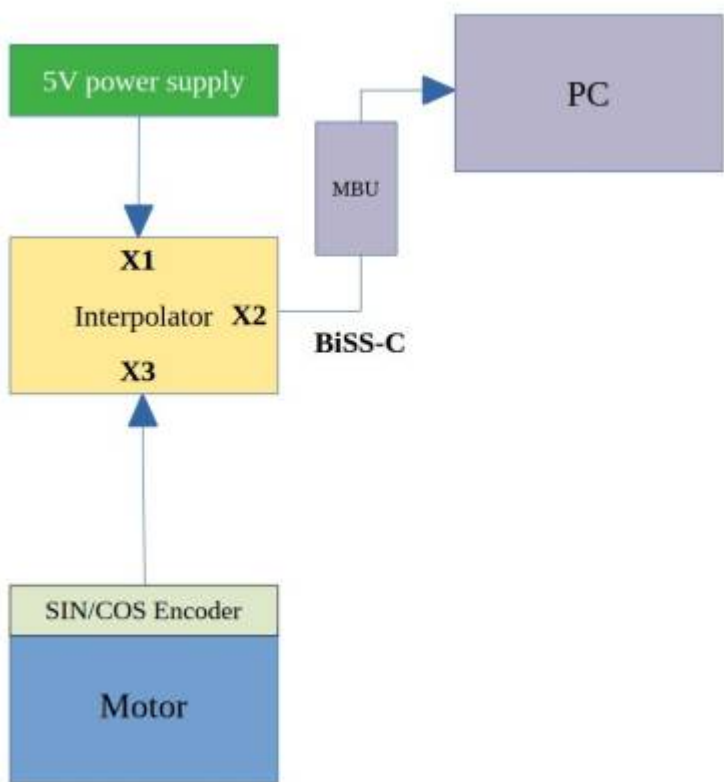 5V power supply
PC
MBU
X1
Interpolator X2
BiSS-C
X3
SIN/COS Encoder
Motor